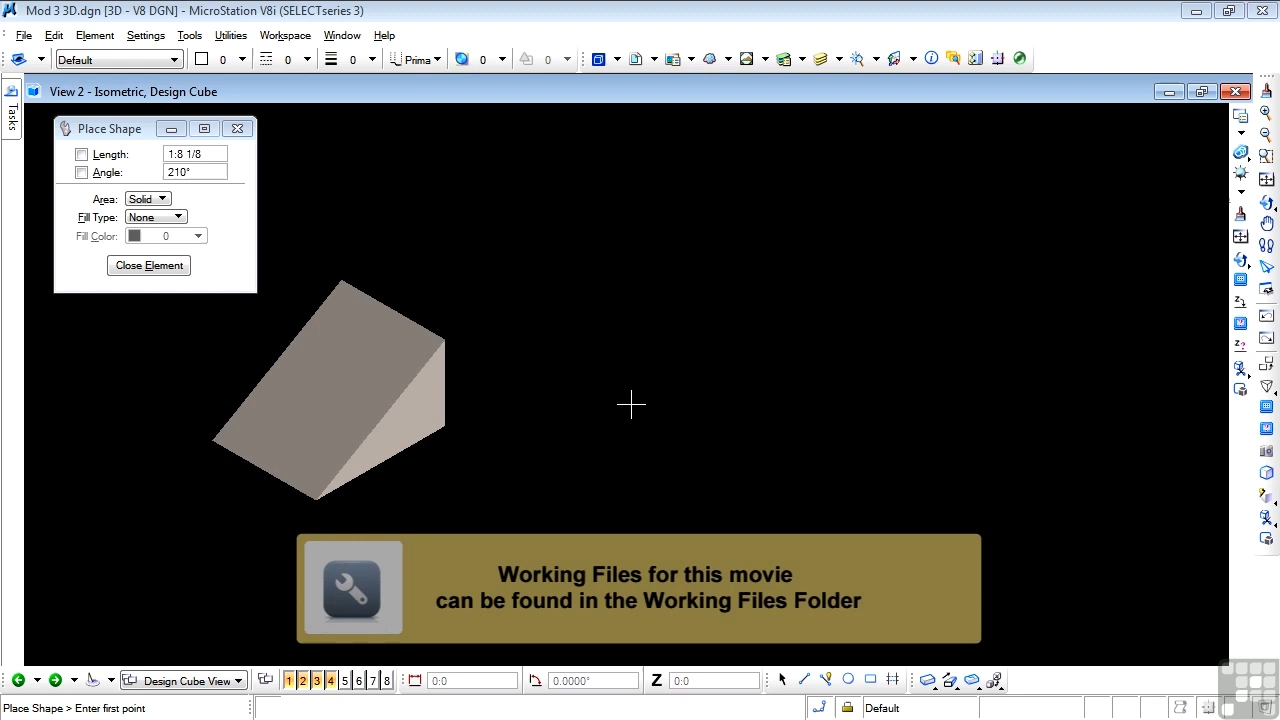 Mod 3 3D.dgn [3D - V8 DGN] - MicroStation V8i (SELECTseries 3)
File Edit Element Settings Tools Utilities Workspace Window Help
Default 0 0 0 Prima 0 0
View 2 - Isometric, Design Cube
Tasks
Place Shape
Length: 1:8 1/8
Angle: 210°
Area: Solid
Fill Type: None
Fill Color: 0
Close Element
Working Files for this movie
can be found in the Working Files Folder
Design Cube View 1 2 3 4 5 6 7 8 0:0 0.0000° Z 0:0
Place Shape > Enter first point Default